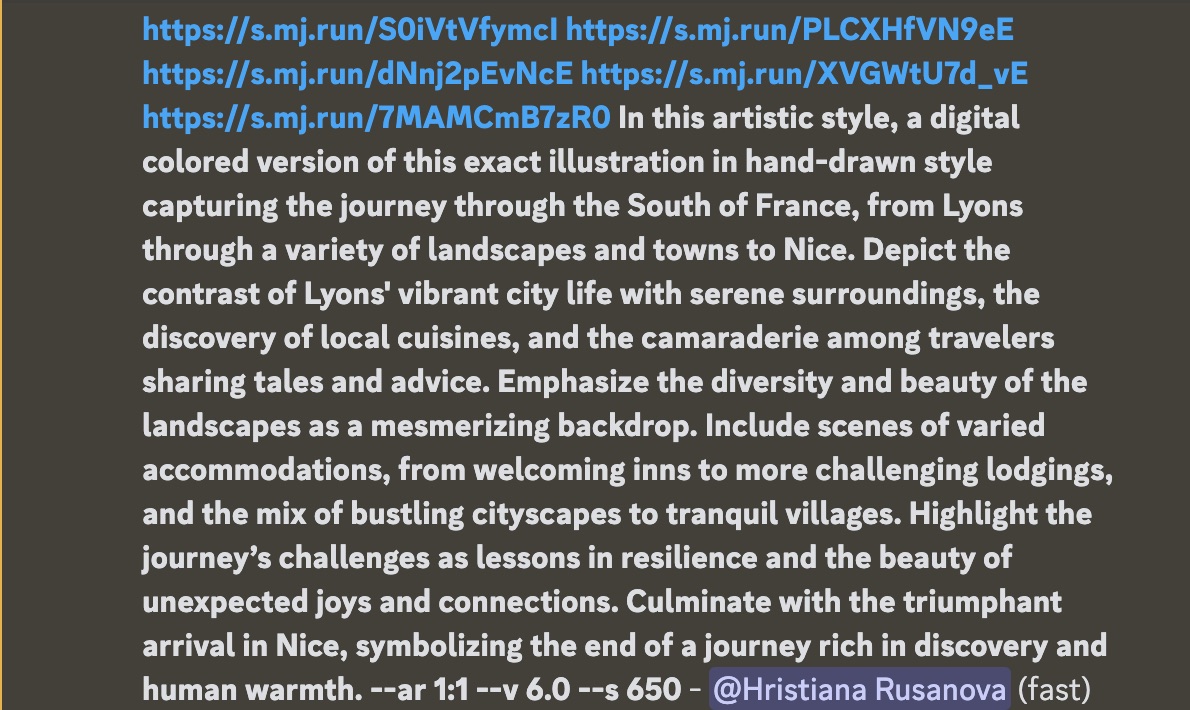 https://s.mj.run/S0iVtVfymcI https://s.mj.run/PLCXHfVN9eE
https://s.mj.run/dNnj2pEvNcE https://s.mj.run/XVGWtU7d_vE
https://s.mj.run/7MAMCmB7zR0 In this artistic style, a digital
colored version of this exact illustration in hand-drawn style
capturing the journey through the South of France, from Lyons
through a variety of landscapes and towns to Nice. Depict the
contrast of Lyons' vibrant city life with serene surroundings, the
discovery of local cuisines, and the camaraderie among travelers
sharing tales and advice. Emphasize the diversity and beauty of the
landscapes as a mesmerizing backdrop. Include scenes of varied
accommodations, from welcoming inns to more challenging lodgings,
and the mix of bustling cityscapes to tranquil villages. Highlight the
journey’s challenges as lessons in resilience and the beauty of
unexpected joys and connections. Culminate with the triumphant
arrival in Nice, symbolizing the end of a journey rich in discovery and
human warmth. --ar 1:1 --v 6.0 --s 650 - @Hristiana Rusanova (fast)